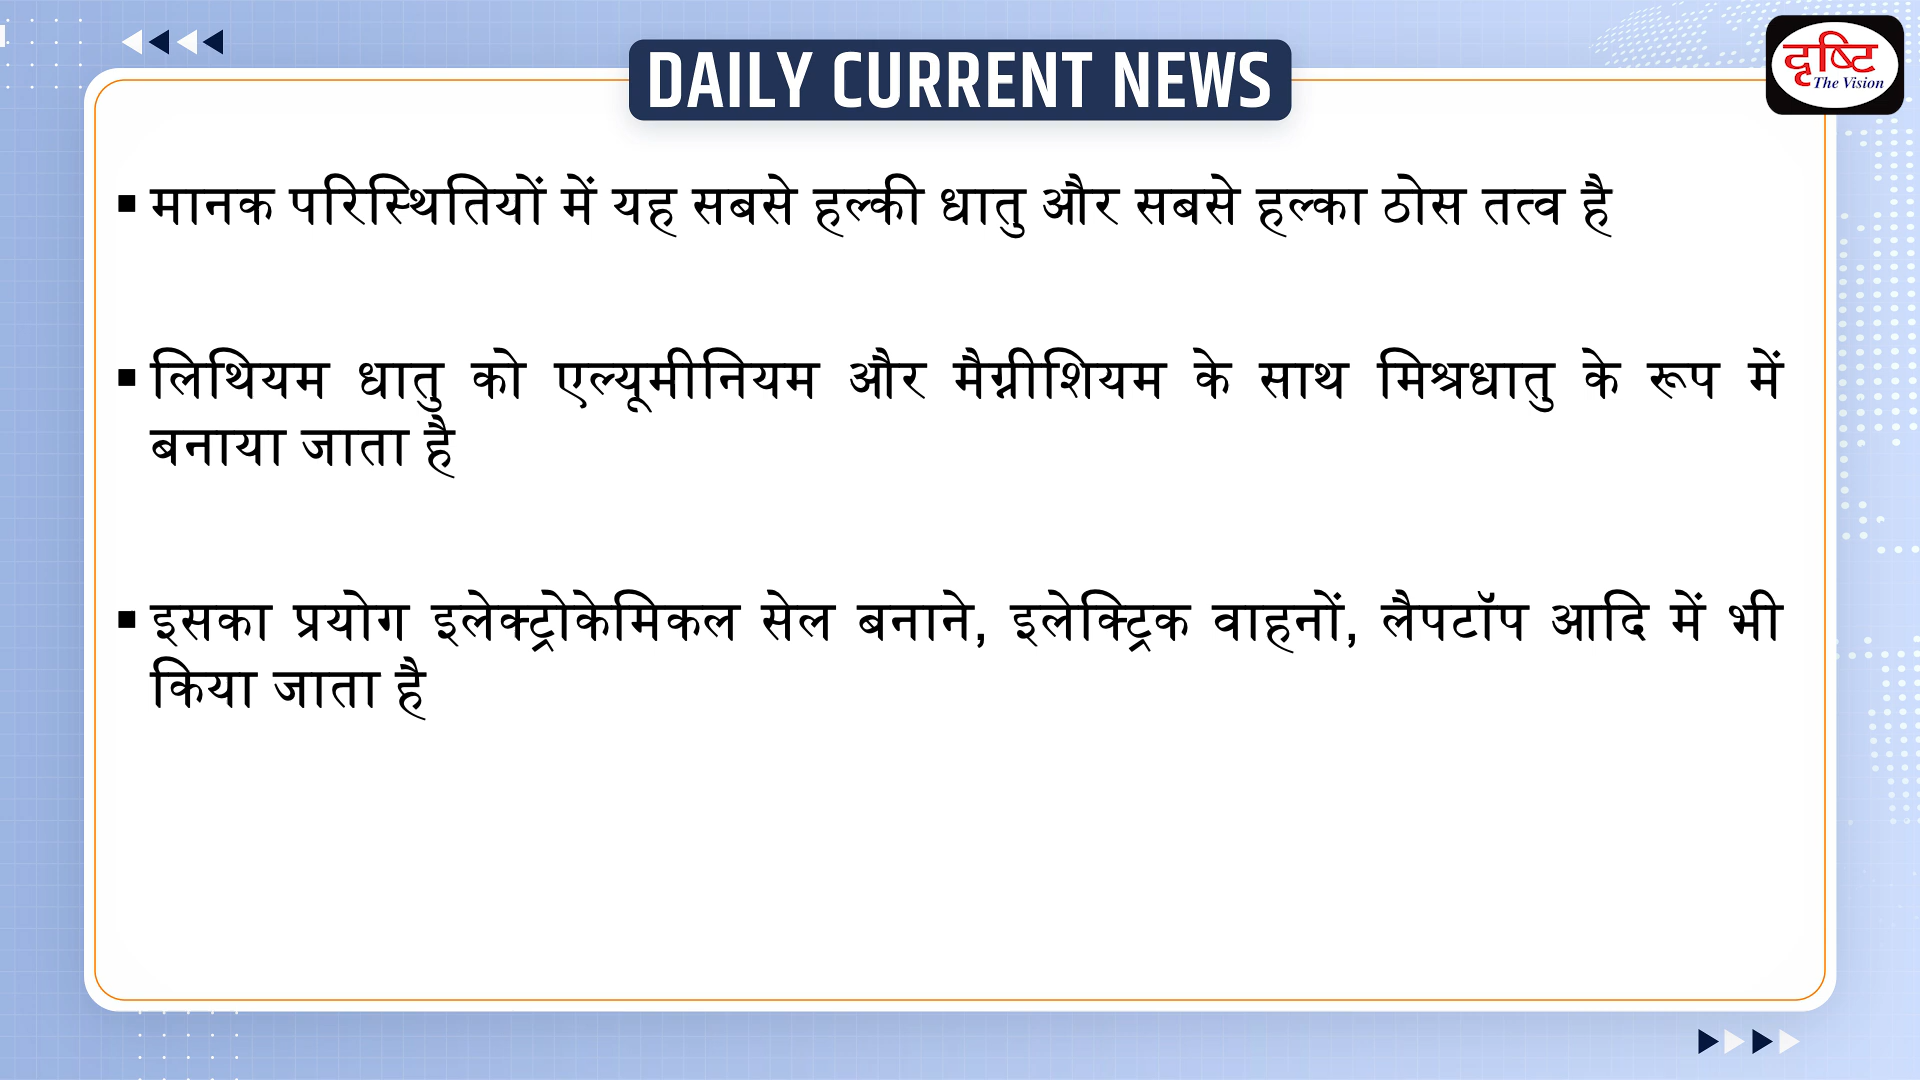 DAILY CURRENT NEWS
दृष्टि
The Vision
▪ मानक परिस्थितियों में यह सबसे हल्की धातु और सबसे हल्का ठोस तत्व है
▪ लिथियम धातु को एल्यूमीनियम और मैग्नीशियम के साथ मिश्रधातु के रूप में
बनाया जाता है
▪ इसका प्रयोग इलेक्ट्रोकेमिकल सेल बनाने, इलेक्ट्रिक वाहनों, लैपटॉप आदि में भी
किया जाता है